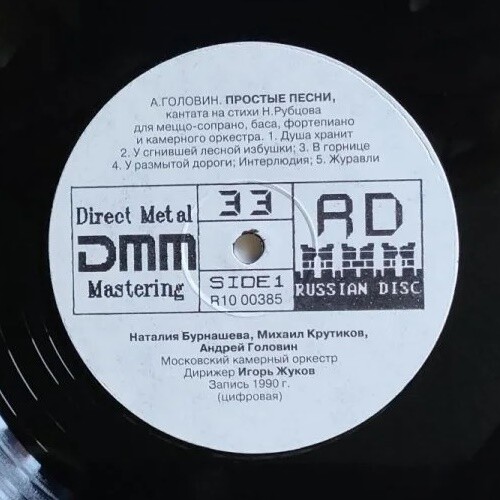 А.ГОЛОВИН. ПРОСТЫЕ ПЕСНИ,
кантата на стихи Н.Рубцова
для меццо-сопрано, баса, фортепиано
и камерного оркестра. 1. Душа хранит
2. У сгнившей лесной избушки; 3. В горнице
4. У размытой дороги; Интерлюдия; 5. Журавли
Direct Metal
DMM
Mastering
33
SIDE 1
R10 00385
RD
RUSSIAN DISC
Наталия Бурнашева, Михаил Крутиков,
Андрей Головин
Московский камерный оркестр
Дирижер Игорь Жуков
Запись 1990 г.
(цифровая)